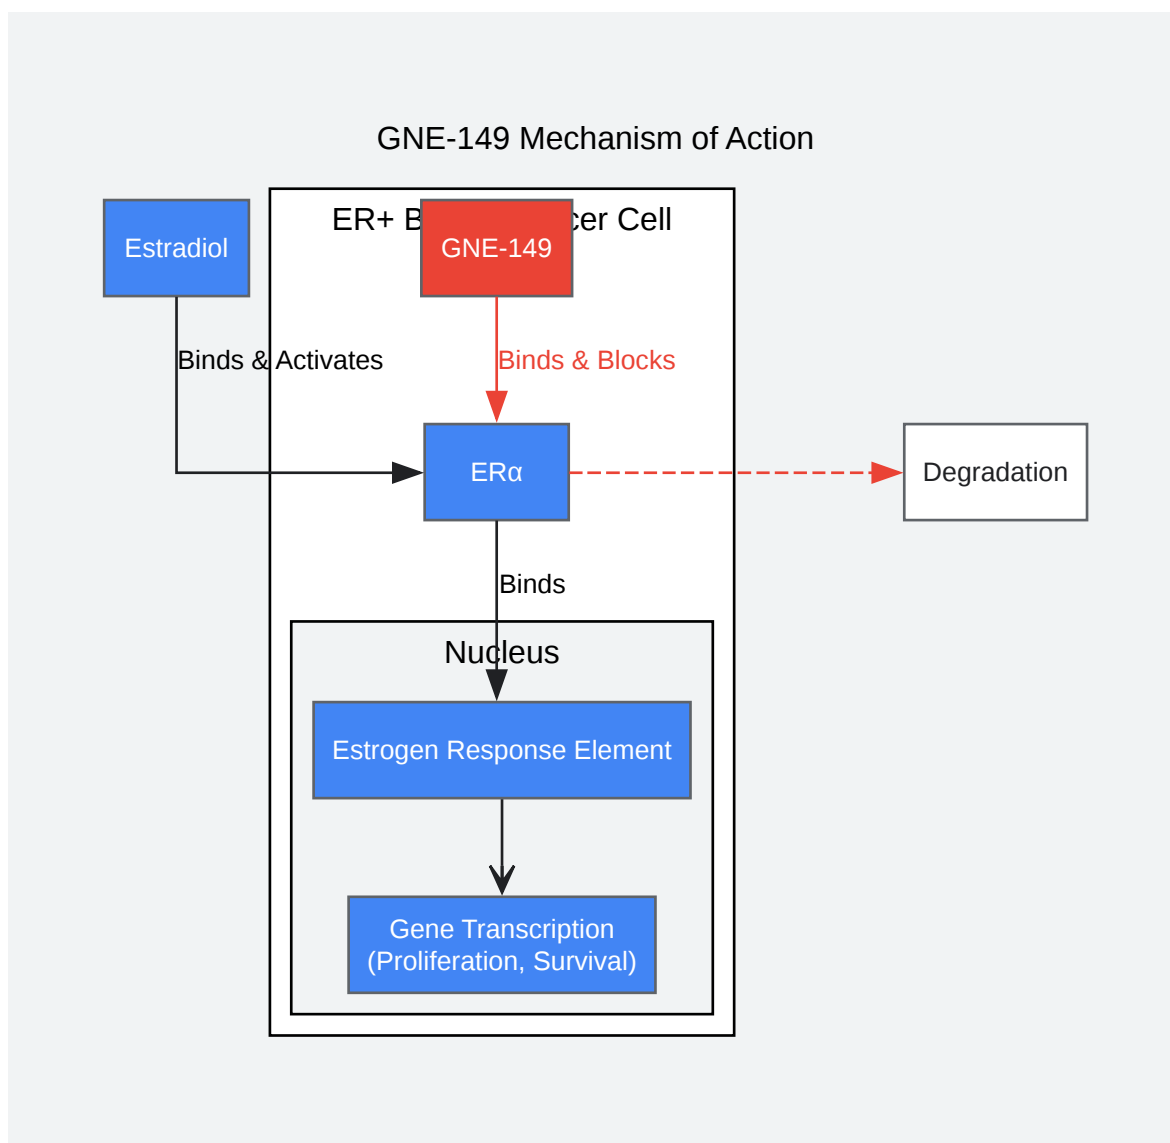 GNE-149 Mechanism of Action
ER+ B cer Cell
Estradiol
GNE-149
Binds & Activates
Binds & Blocks
ERα
Degradation
Binds
Nucleus
Estrogen Response Element
Gene Transcription
(Proliferation, Survival)